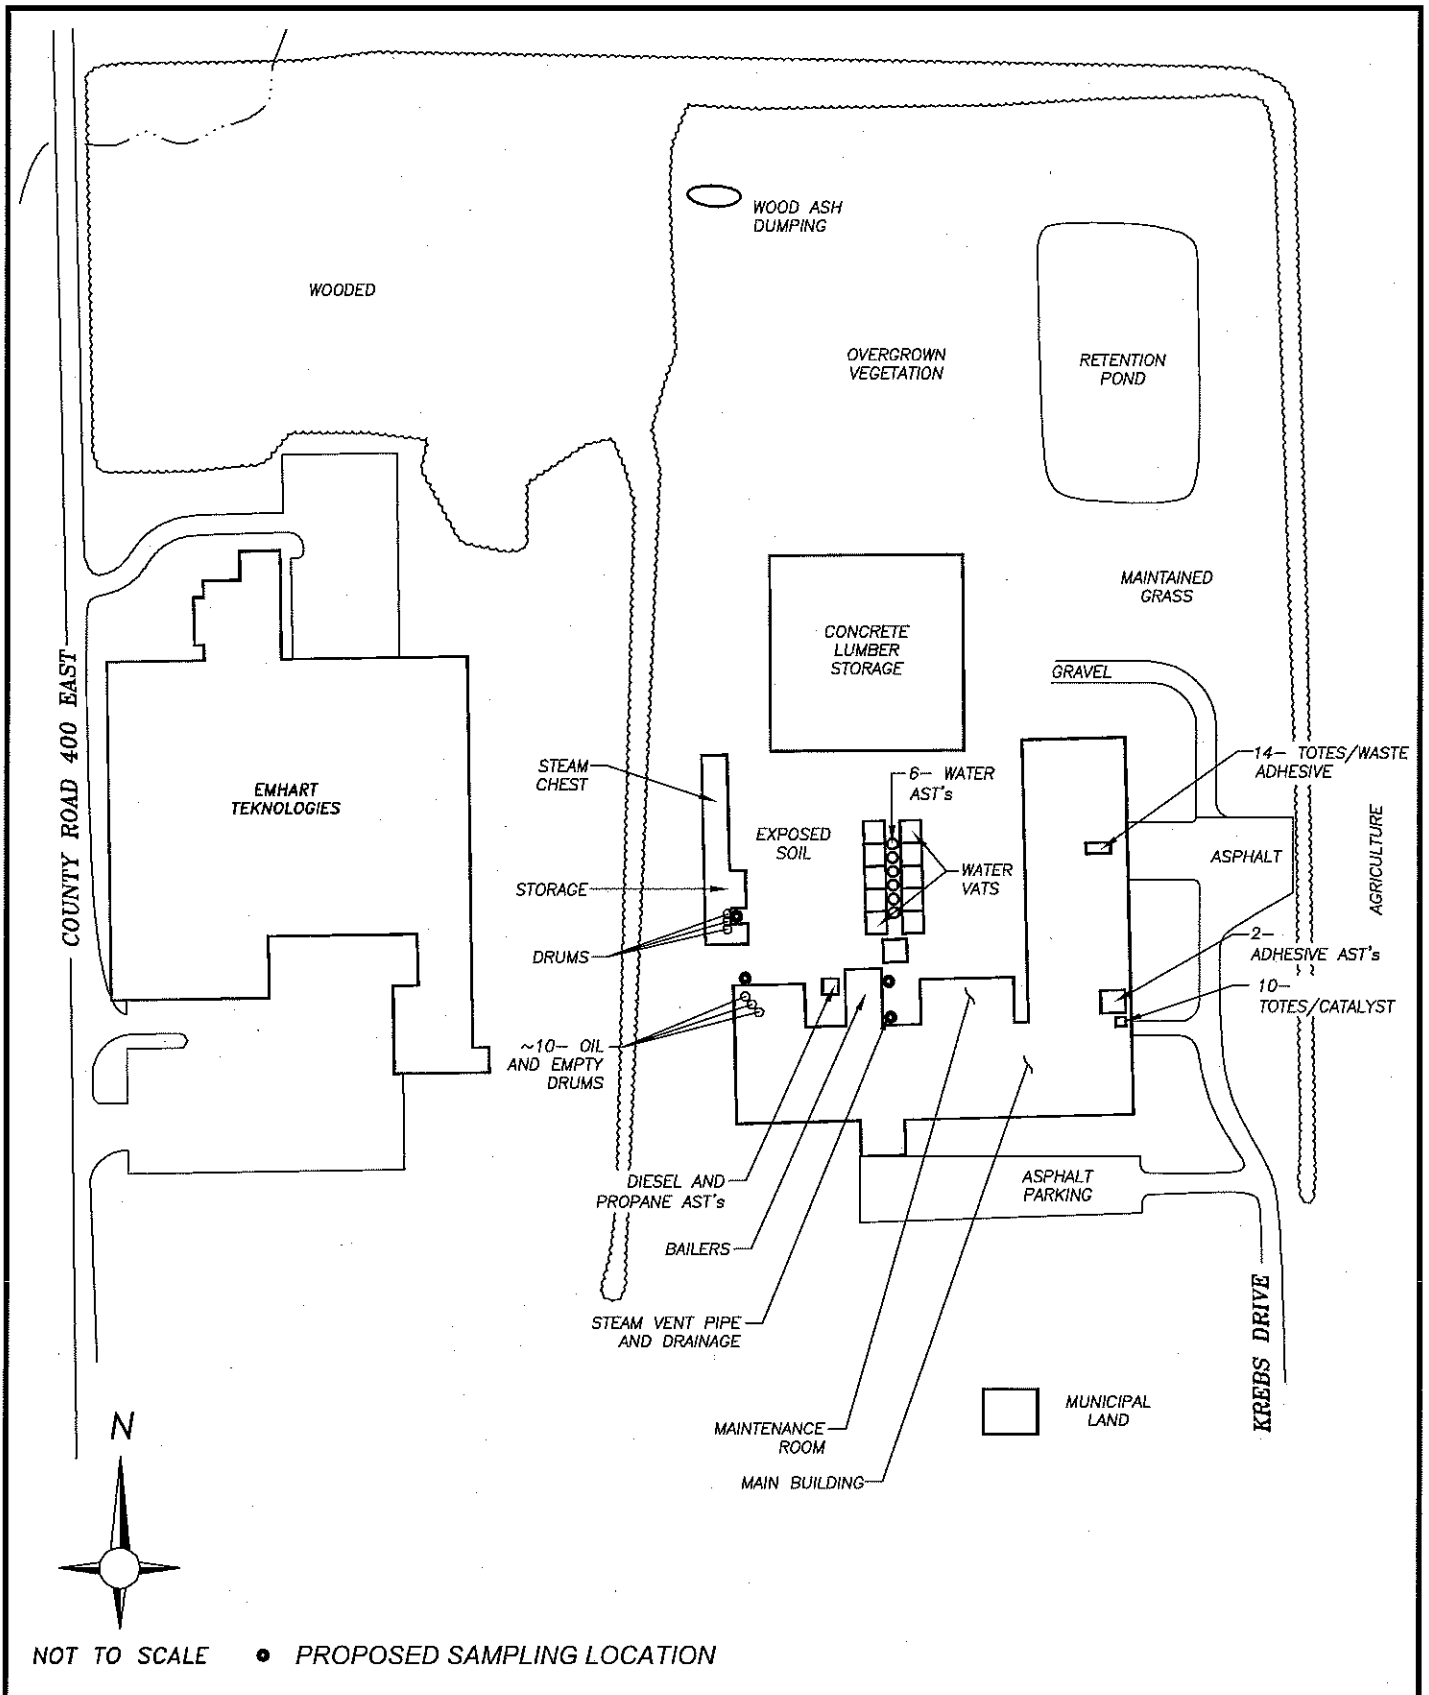 WOOD ASH
DUMPING
WOODED
OVERGROWN
VEGETATION
RETENTION
POND
MAINTAINED
GRASS
CONCRETE
LUMBER
STORAGE
GRAVEL
COUNTY ROAD 400 EAST
EMHART
TEKNOLOGIES
STEAM
CHEST
6- WATER
AST's
14- TOTES/WASTE
ADHESIVE
EXPOSED
SOIL
ASPHALT
AGRICULTURE
WATER
VATS
STORAGE
DRUMS
2-
ADHESIVE AST's
10-
TOTES/CATALYST
~10- OIL
AND EMPTY
DRUMS
DIESEL AND
PROPANE AST's
ASPHALT
PARKING
BAILERS
STEAM VENT PIPE
AND DRAINAGE
KREBS DRIVE
MUNICIPAL
LAND
MAINTENANCE
ROOM
MAIN BUILDING
N
NOT TO SCALE
PROPOSED SAMPLING LOCATION